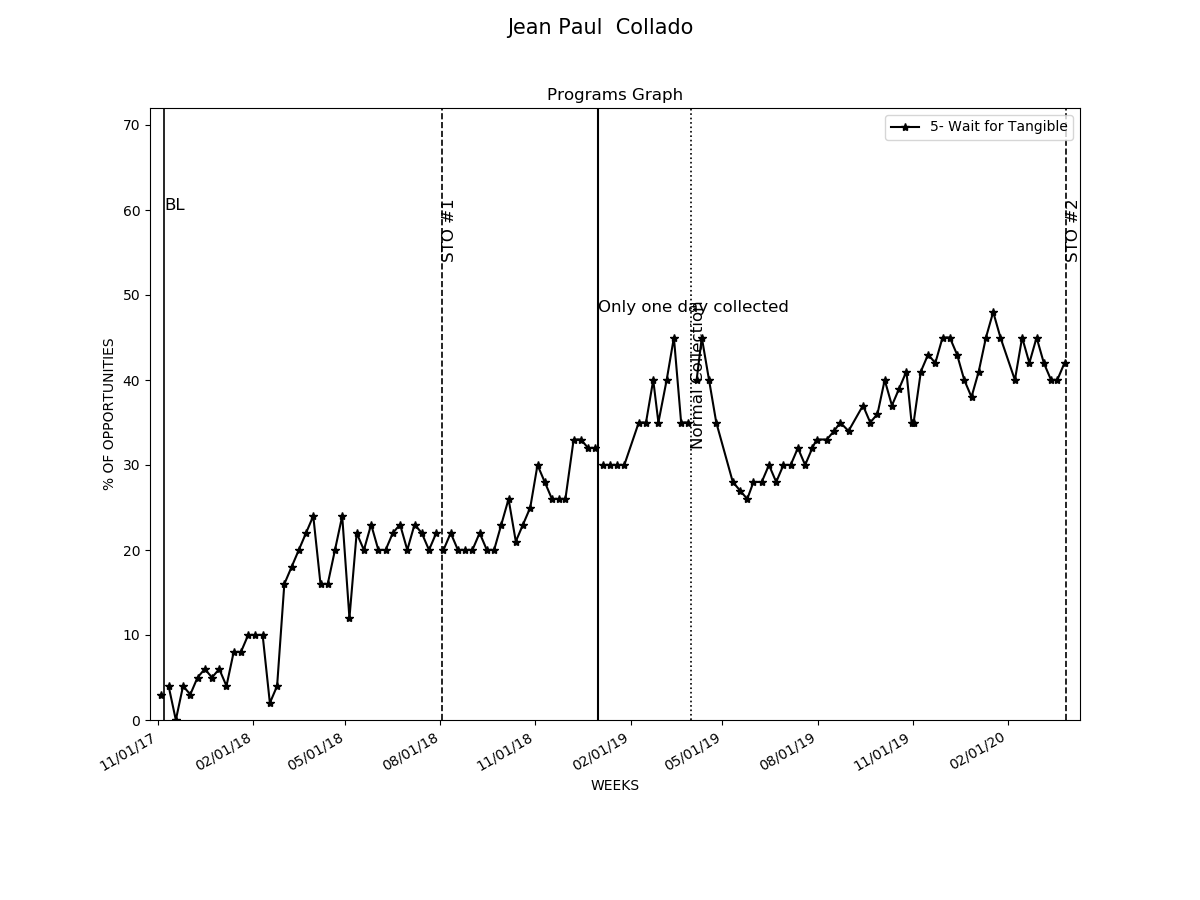 Jean Paul  Collado
Programs Graph
5- Wait for Tangible
70
60
50
40
30
20
10
0
% OF OPPORTUNITIES
BL
STO #1
Only one day collected
Normal Collection
STO #2
11/01/17
02/01/18
05/01/18
08/01/18
11/01/18
02/01/19
05/01/19
08/01/19
11/01/19
02/01/20
WEEKS